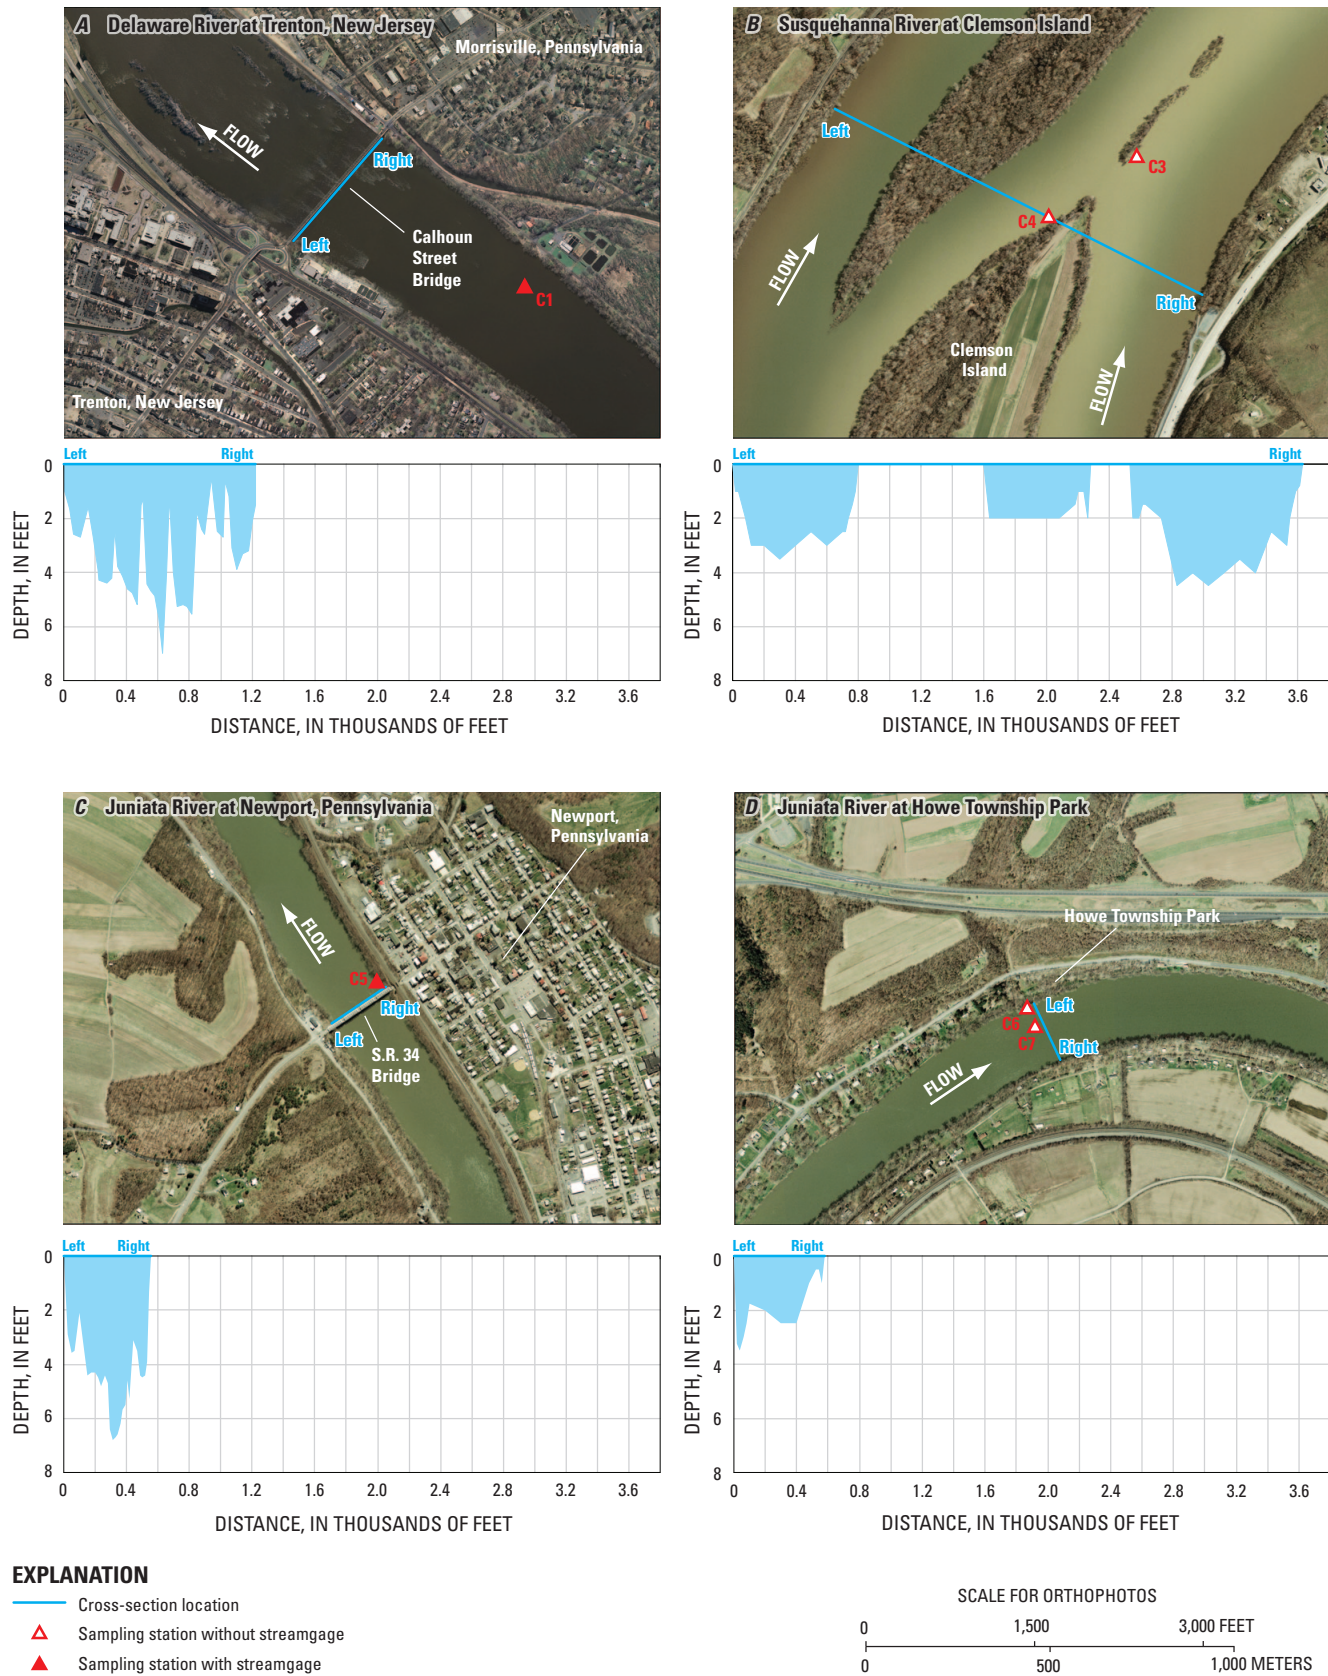 A Delaware River at Trenton, New Jersey
Morrisville, Pennsylvania
FLOW
Right
Left
Calhoun
Street
Bridge
C1
Trenton, New Jersey
Left
Right
0
2
4
6
8
DEPTH, IN FEET
0 0.4 0.8 1.2 1.6 2.0 2.4 2.8 3.2 3.6
DISTANCE, IN THOUSANDS OF FEET
B Susquehanna River at Clemson Island
Left
C3
C4
FLOW
Right
Clemson
Island
FLOW
Left
Right
0
2
4
6
8
DEPTH, IN FEET
0 0.4 0.8 1.2 1.6 2.0 2.4 2.8 3.2 3.6
DISTANCE, IN THOUSANDS OF FEET
C Juniata River at Newport, Pennsylvania
Newport,
Pennsylvania
FLOW
C5
Right
Left
S.R. 34
Bridge
Left
Right
0
2
4
6
8
DEPTH, IN FEET
0 0.4 0.8 1.2 1.6 2.0 2.4 2.8 3.2 3.6
DISTANCE, IN THOUSANDS OF FEET
D Juniata River at Howe Township Park
Howe Township Park
Left
C6
C7
Right
FLOW
Left
Right
0
2
4
6
8
DEPTH, IN FEET
0 0.4 0.8 1.2 1.6 2.0 2.4 2.8 3.2 3.6
DISTANCE, IN THOUSANDS OF FEET
EXPLANATION
Cross-section location
Sampling station without streamgage
Sampling station with streamgage
SCALE FOR ORTHOPHOTOS
0 1,500 3,000 FEET
0 500 1,000 METERS